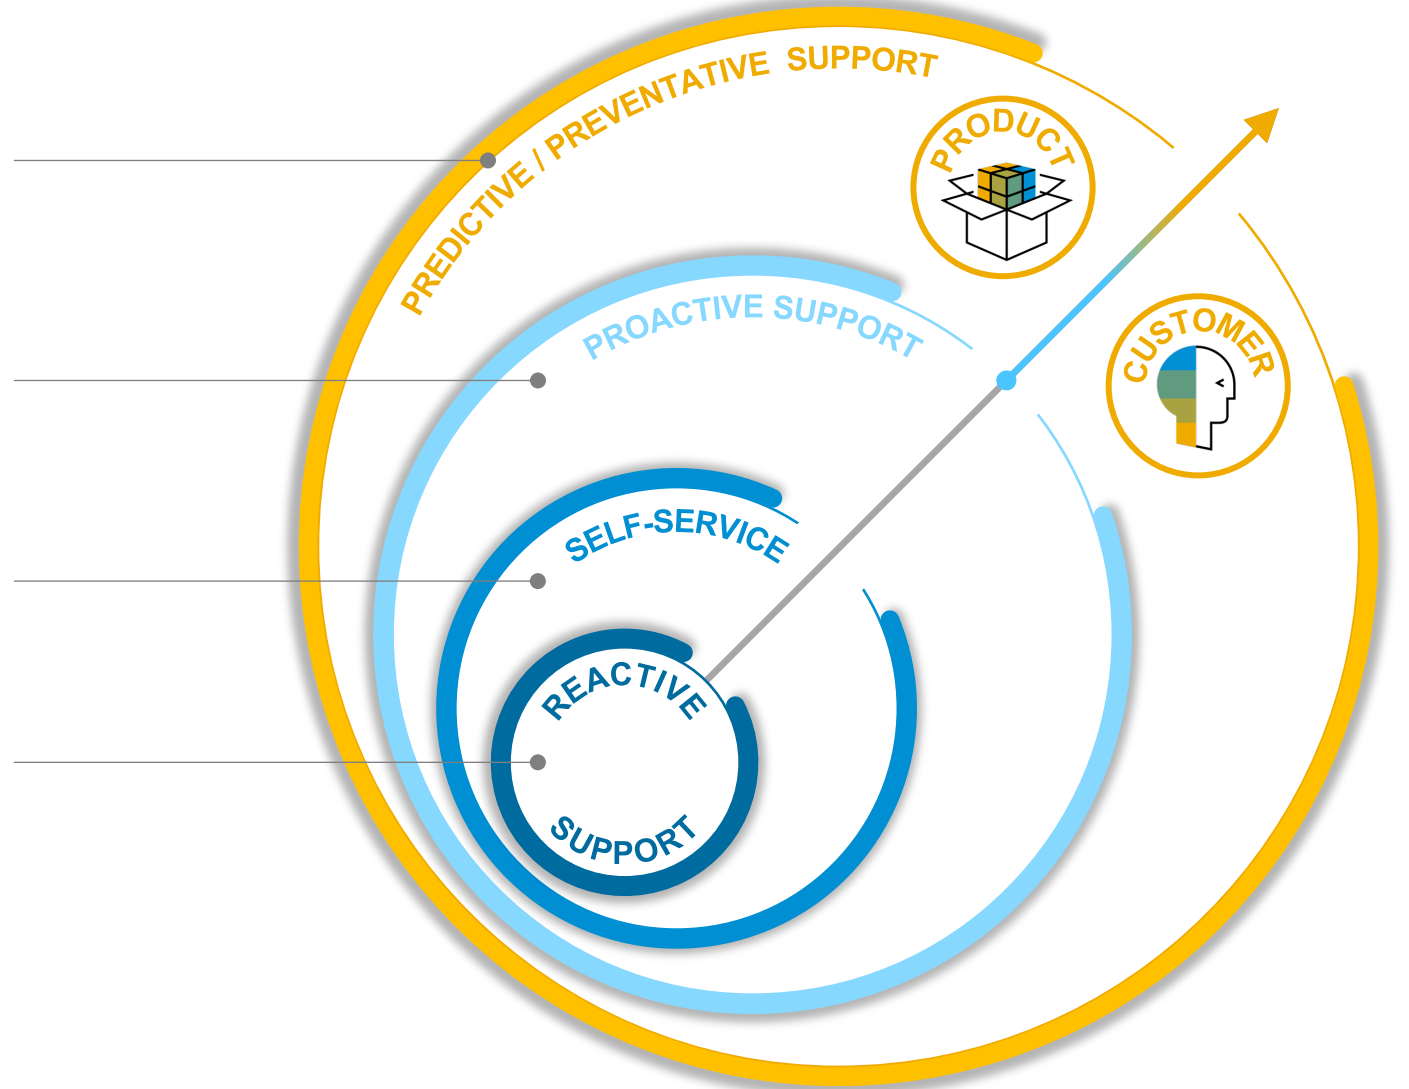 PREDICTIVE / PREVENTATIVE SUPPORT
PRODUCT
PROACTIVE SUPPORT
CUSTOMER
SELF-SERVICE
REACTIVE
SUPPORT